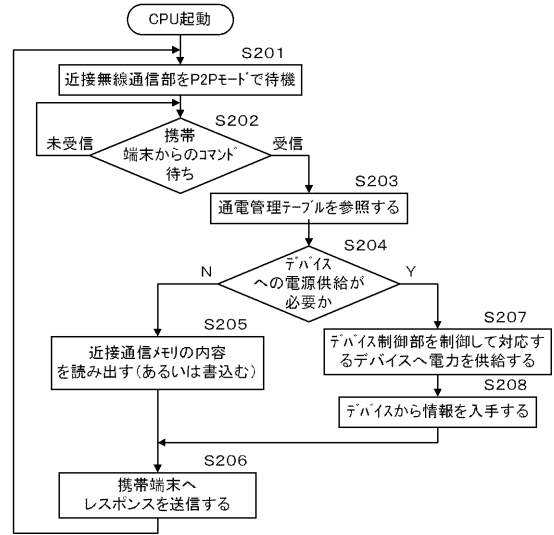 CPU起動
S201
近接無線通信部をP2Pモードで待機
S202
携帯
端末からのコマンド
待ち
未受信
受信
S203
通電管理テーブルを参照する
S204
デバイス
への電源供給が
必要か
N
Y
S205
近接通信メモリの内容
を読み出す(あるいは書込む)
S207
デバイス制御部を制御して対応す
るデバイスへ電力を供給する
S208
デバイスから情報を入手する
S206
携帯端末へ
レスポンスを送信する